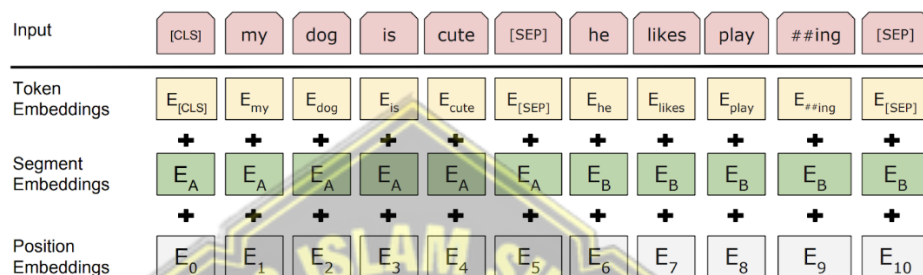 Input [CLS] my dog is cute [SEP] he likes play ##ing [SEP]
Token Embeddings E[CLS] Emy Edog Eis Ecute E[SEP] Ehe Elikes Eplay E##ing E[SEP]
+ + + + + + + + + + +
Segment Embeddings EA EA EA EA EA EA EB EB EB EB EB
+ + + + + + + + + + +
Position Embeddings E0 E1 E2 E3 E4 E5 E6 E7 E8 E9 E10
ISLAM